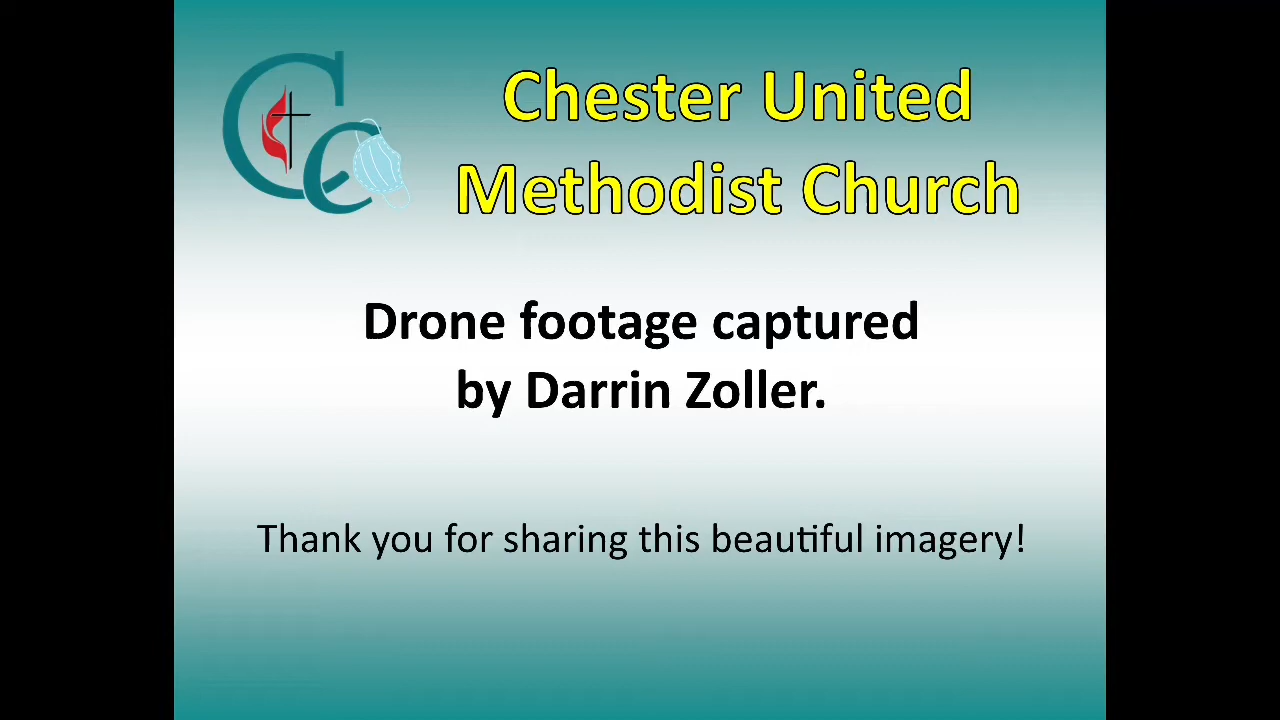 Chester United
Methodist Church
Drone footage captured
by Darrin Zoller.
Thank you for sharing this beautiful imagery!